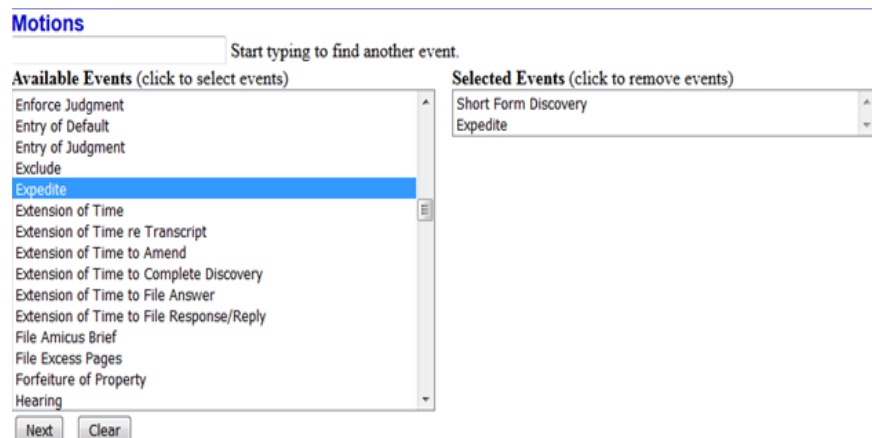 Motions
Start typing to find another event.
Available Events (click to select events)
Selected Events (click to remove events)
Enforce Judgment
Entry of Default
Entry of Judgment
Exclude
Expedite
Extension of Time
Extension of Time re Transcript
Extension of Time to Amend
Extension of Time to Complete Discovery
Extension of Time to File Answer
Extension of Time to File Response/Reply
File Amicus Brief
File Excess Pages
Forfeiture of Property
Hearing
Short Form Discovery
Expedite
Next Clear